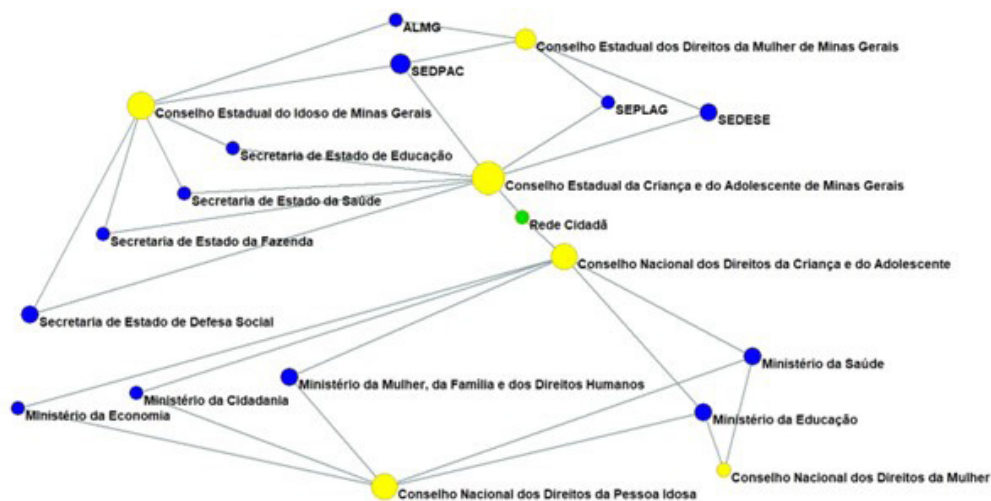 ALMG
Conselho Estadual dos Direitos da Mulher de Minas Gerais
SEDPAC
Conselho Estadual do Idoso de Minas Gerais
SEPLAG
SEDESE
Secretaria de Estado de Educação
Conselho Estadual da Criança e do Adolescente de Minas Gerais
Secretaria de Estado da Saúde
Rede Cidadã
Secretaria de Estado da Fazenda
Conselho Nacional dos Direitos da Criança e do Adolescente
Secretaria de Estado de Defesa Social
Ministério da Saúde
Ministério da Mulher, da Família e dos Direitos Humanos
Ministério da Cidadania
Ministério da Economia
Ministério da Educação
Conselho Nacional dos Direitos da Mulher
Conselho Nacional dos Direitos da Pessoa Idosa